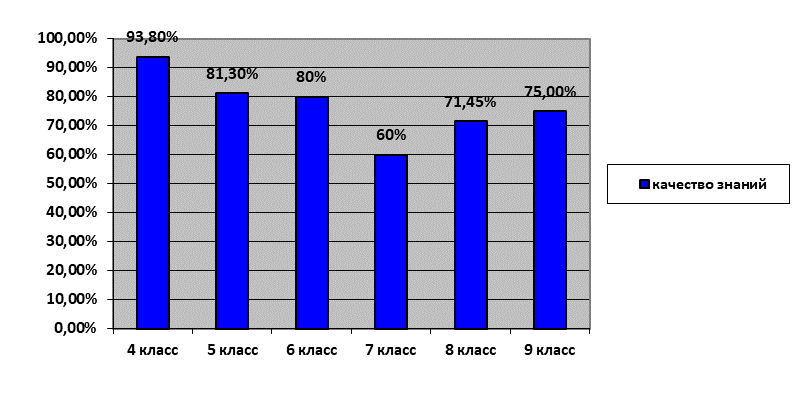 100,00%
90,00%
80,00%
70,00%
60,00%
50,00%
40,00%
30,00%
20,00%
10,00%
0,00%
93,80%
81,30%
80%
60%
71,45%
75,00%
4 класс
5 класс
6 класс
7 класс
8 класс
9 класс
качество знаний